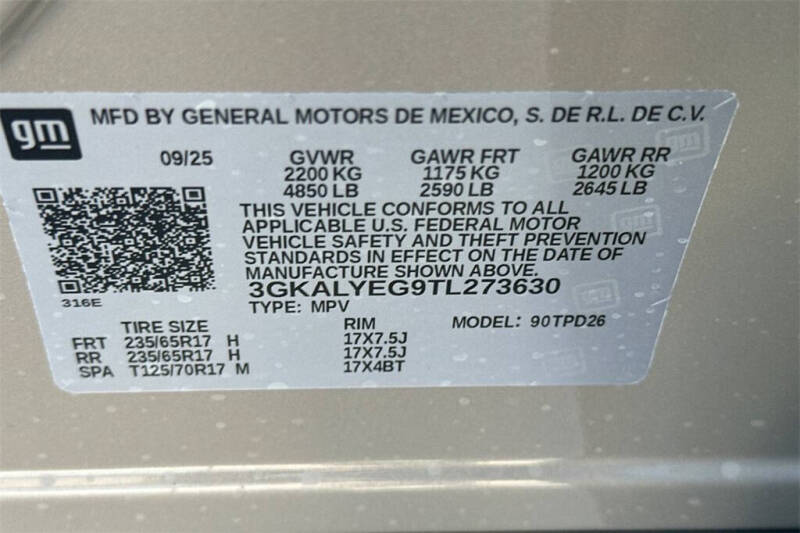 gm
MFD BY GENERAL MOTORS DE MEXICO, S. DE R.L. DE C.V.
09/25 GVWR GAWR FRT GAWR RR
2200 KG 1175 KG 1200 KG
4850 LB 2590 LB 2645 LB
THIS VEHICLE CONFORMS TO ALL
APPLICABLE U.S. FEDERAL MOTOR
VEHICLE SAFETY AND THEFT PREVENTION
STANDARDS IN EFFECT ON THE DATE OF
MANUFACTURE SHOWN ABOVE.
3GKALYEG9TL273630
316E
TYPE: MPV
TIRE SIZE RIM MODEL: 90TPD26
FRT 235/65R17 H 17X7.5J
RR 235/65R17 H 17X7.5J
SPA T125/70R17 M 17X4BT